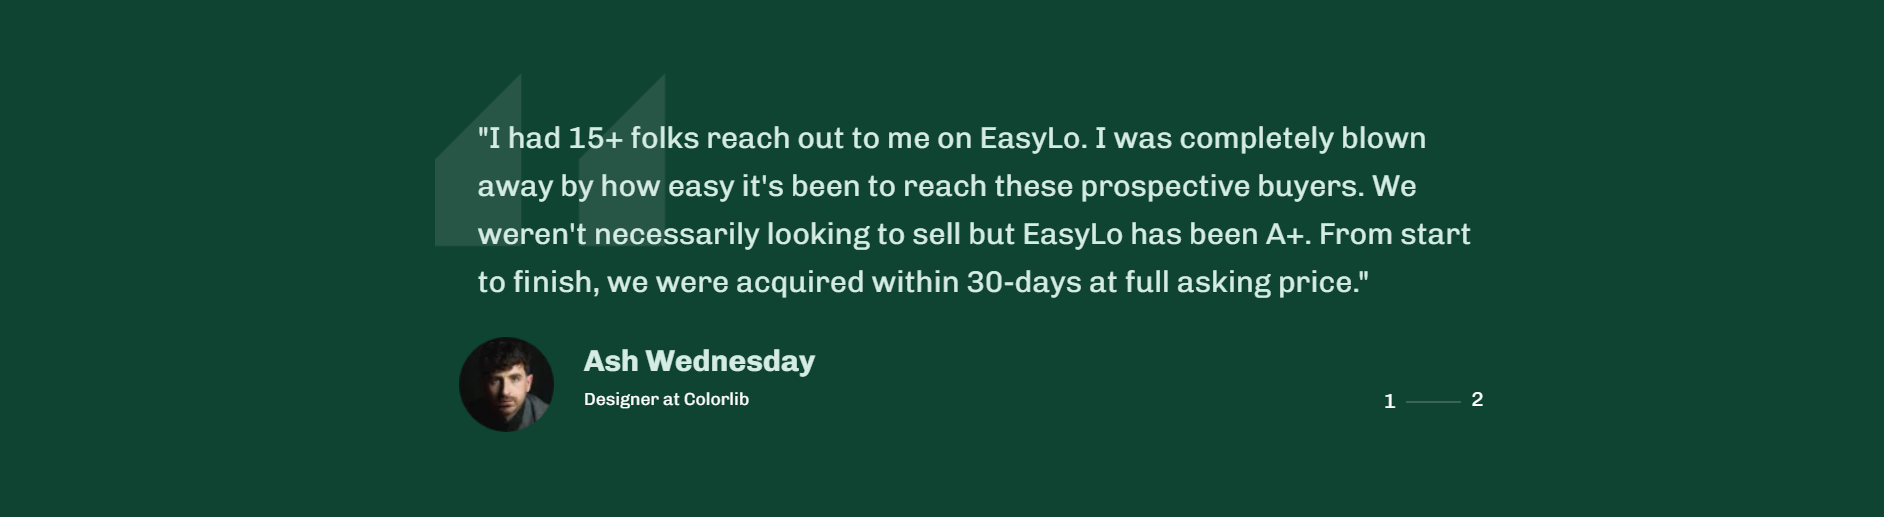 "I had 15+ folks reach out to me on EasyLo. I was completely blown
away by how easy it's been to reach these prospective buyers. We
weren't necessarily looking to sell but EasyLo has been A+. From start
to finish, we were acquired within 30-days at full asking price."
Ash Wednesday
Designer at Colorlib
1 2